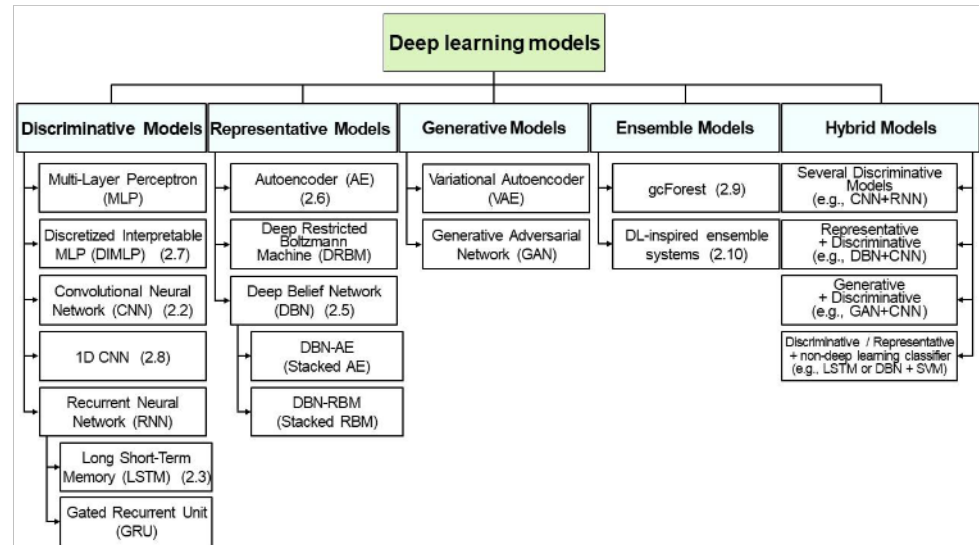 Deep learning models
Discriminative Models
Representative Models
Generative Models
Ensemble Models
Hybrid Models
Multi-Layer Perceptron
(MLP)
Discretized Interpretable
MLP (DIMLP) (2.7)
Convolutional Neural
Network (CNN) (2.2)
1D CNN (2.8)
Recurrent Neural
Network (RNN)
Long Short-Term
Memory (LSTM) (2.3)
Gated Recurrent Unit
(GRU)
Autoencoder (AE)
(2.6)
Deep Restricted
Boltzmann
Machine (DRBM)
Deep Belief Network
(DBN) (2.5)
DBN-AE
(Stacked AE)
DBN-RBM
(Stacked RBM)
Variational Autoencoder
(VAE)
Generative Adversarial
Network (GAN)
gcForest (2.9)
DL-inspired ensemble
systems (2.10)
Several Discriminative
Models
(e.g., CNN+RNN)
Representative
+ Discriminative
(e.g., DBN+CNN)
Generative
+ Discriminative
(e.g., GAN+CNN)
Discriminative / Representative
+ non-deep learning classifier
(e.g., LSTM or DBN + SVM)